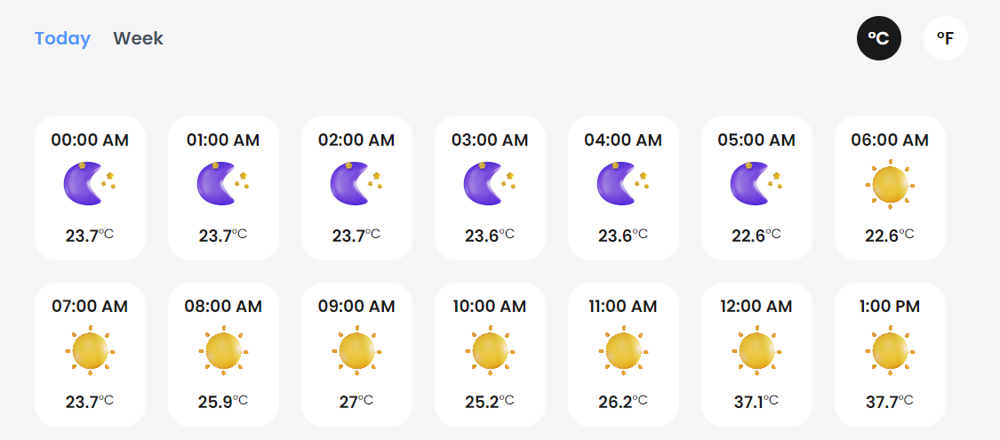 Today Week °C °F
00:00 AM 01:00 AM 02:00 AM 03:00 AM 04:00 AM 05:00 AM 06:00 AM
23.7°C 23.7°C 23.7°C 23.6°C 23.6°C 22.6°C 22.6°C
07:00 AM 08:00 AM 09:00 AM 10:00 AM 11:00 AM 12:00 AM 1:00 PM
23.7°C 25.9°C 27°C 25.2°C 26.2°C 37.1°C 37.7°C